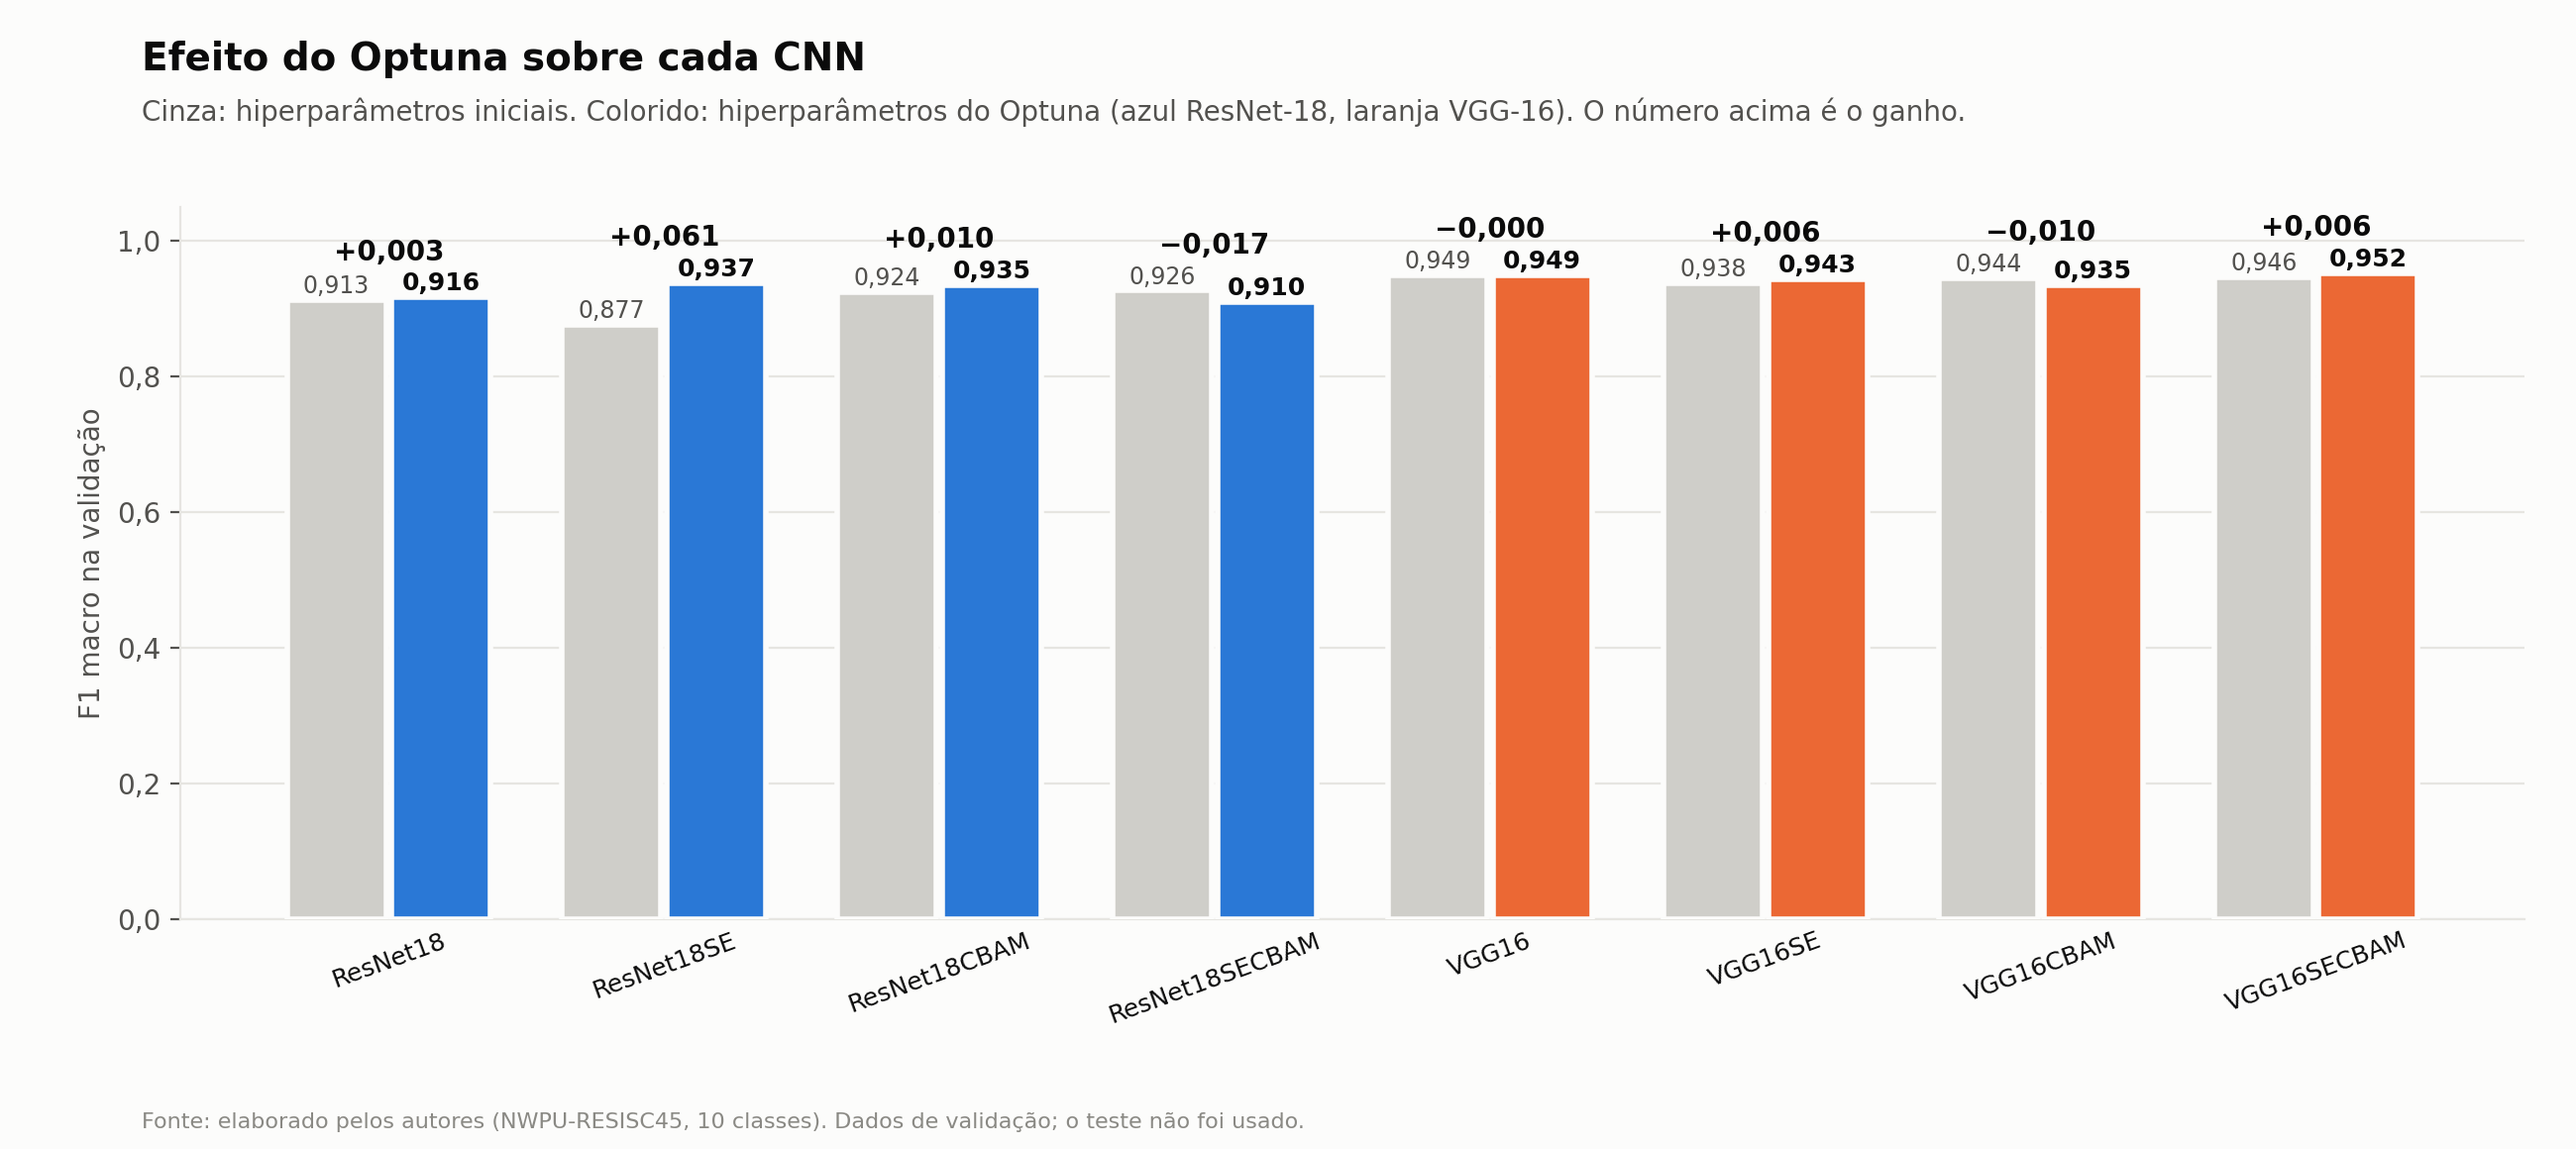 Efeito do Optuna sobre cada CNN
Cinza: hiperparâmetros iniciais. Colorido: hiperparâmetros do Optuna (azul ResNet-18, laranja VGG-16). O número acima é o ganho.
F1 macro na validação
1,0
0,8
0,6
0,4
0,2
0,0
+0,003
0,913 0,916
+0,061
0,877 0,937
+0,010
0,924 0,935
−0,017
0,926 0,910
−0,000
0,949 0,949
+0,006
0,938 0,943
−0,010
0,944 0,935
+0,006
0,946 0,952
ResNet18
ResNet18SE
ResNet18CBAM
ResNet18SECBAM
VGG16
VGG16SE
VGG16CBAM
VGG16SECBAM
Fonte: elaborado pelos autores (NWPU-RESISC45, 10 classes). Dados de validação; o teste não foi usado.